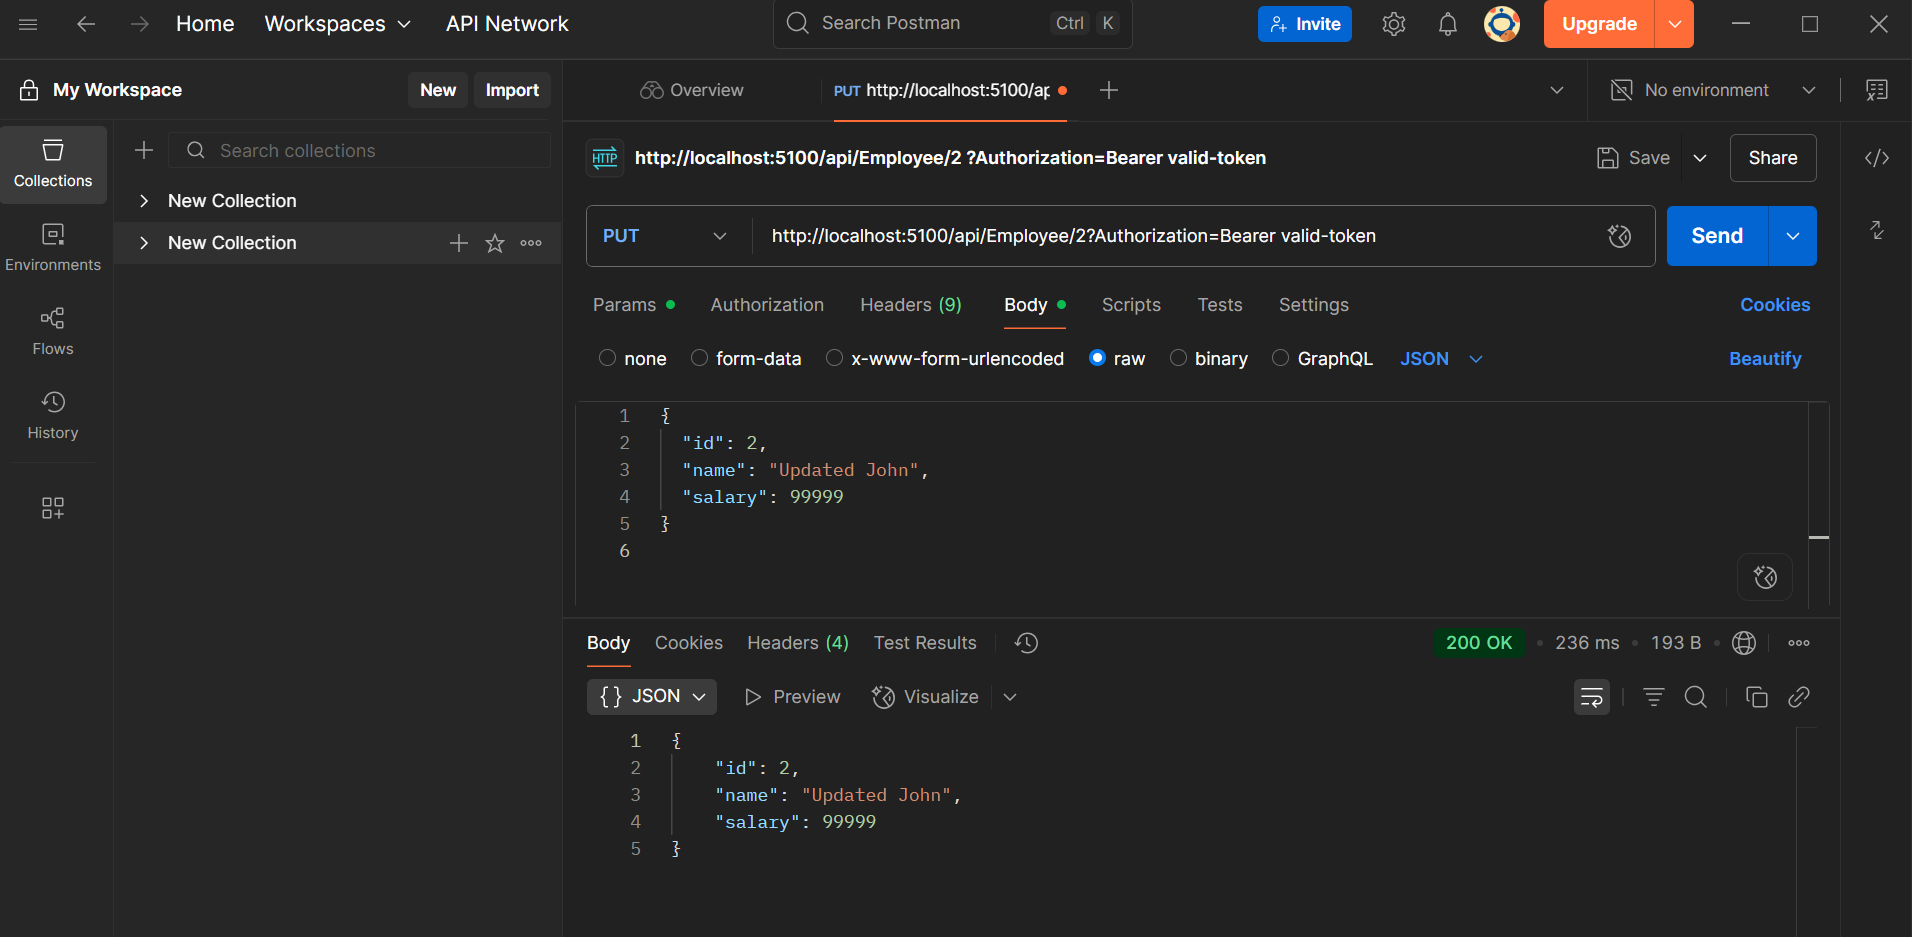 Home Workspaces API Network Search Postman Ctrl K Invite Upgrade
My Workspace New Import
Overview PUT http://localhost:5100/ap No environment
Collections
Search collections
New Collection
New Collection
Environments
Flows
History
HTTP http://localhost:5100/api/Employee/2 ?Authorization=Bearer valid-token Save Share
PUT http://localhost:5100/api/Employee/2?Authorization=Bearer valid-token Send
Params Authorization Headers (9) Body Scripts Tests Settings Cookies
none form-data x-www-form-urlencoded raw binary GraphQL JSON Beautify
1 {
2 "id": 2,
3 "name": "Updated John",
4 "salary": 99999
5 }
6
Body Cookies Headers (4) Test Results 200 OK • 236 ms • 193 B •
{} JSON Preview Visualize
1 {
2 "id": 2,
3 "name": "Updated John",
4 "salary": 99999
5 }